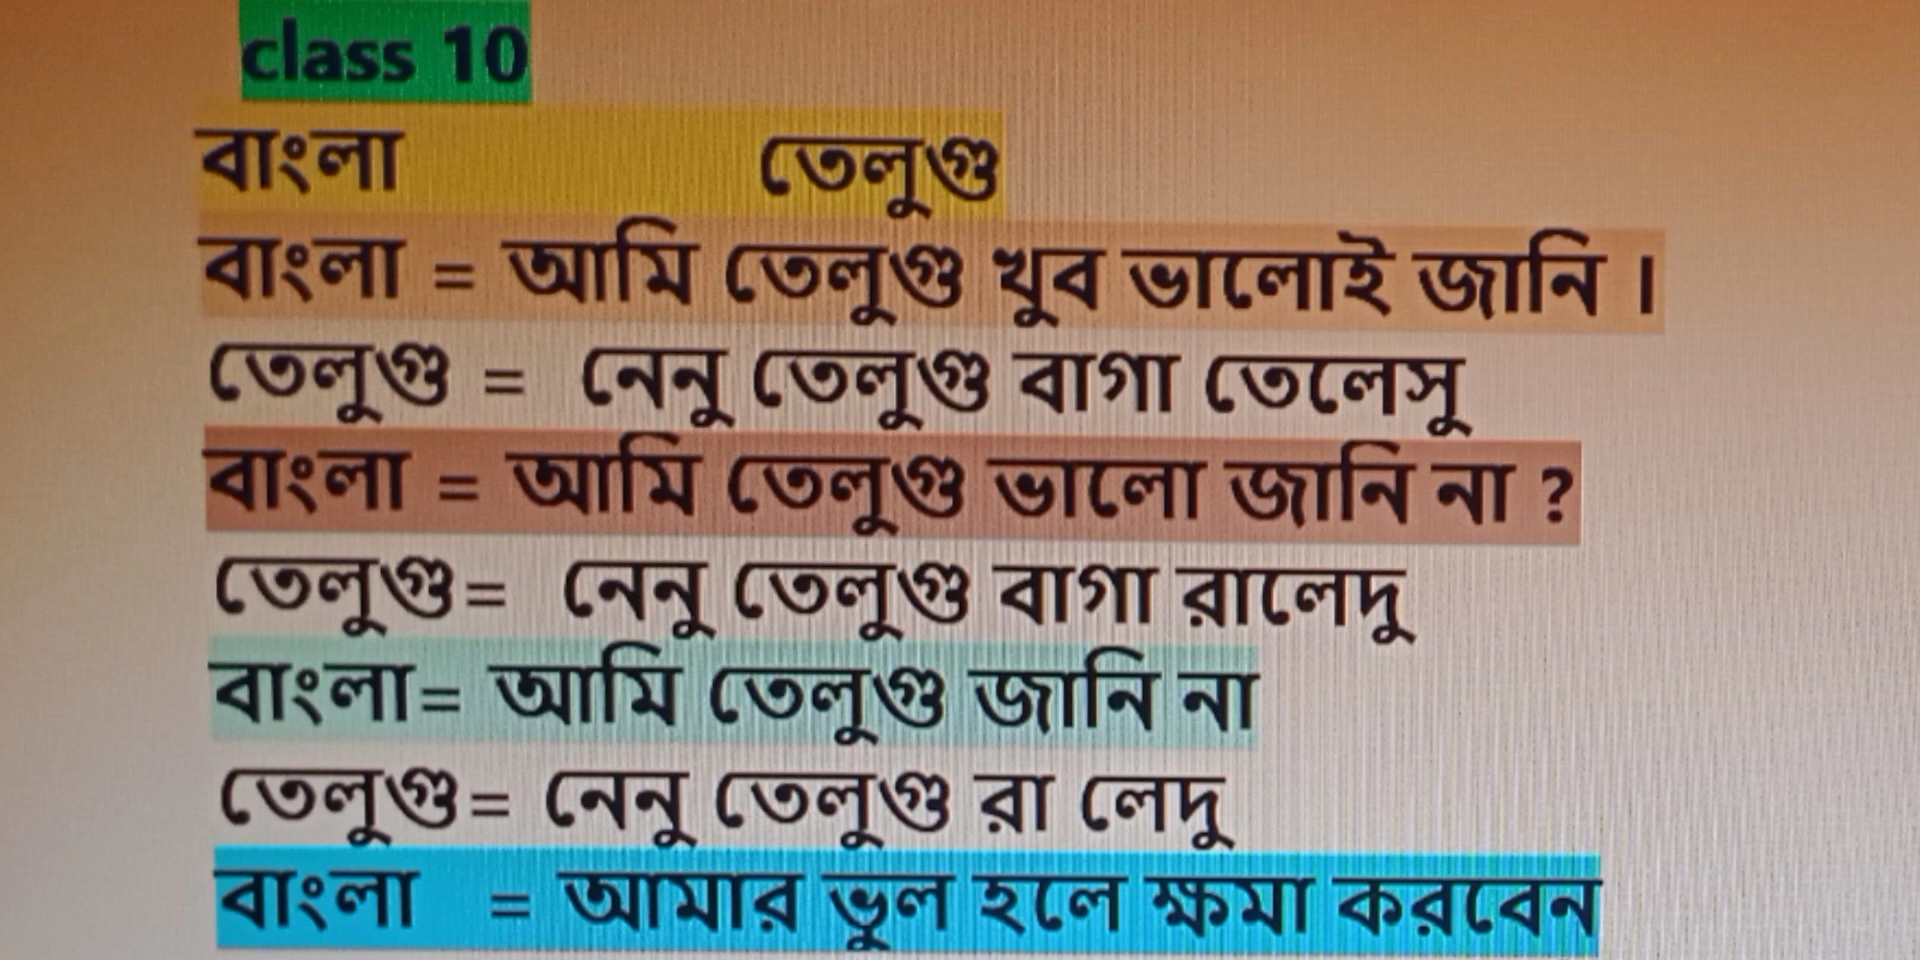 class 10
বাংলা তেলুগু
বাংলা = আমি তেলুগু খুব ভালোই জানি ।
তেলুগু = নেনু তেলুগু বাগা তেলেসু
বাংলা = আমি তেলুগু ভালো জানি না ?
তেলুগু= নেনু তেলুগু বাগা রালেদু
বাংলা= আমি তেলুগু জানি না
তেলুগু= নেনু তেলুগু রা লেদু
বাংলা = আমার ভুল হলে ক্ষমা করবেন